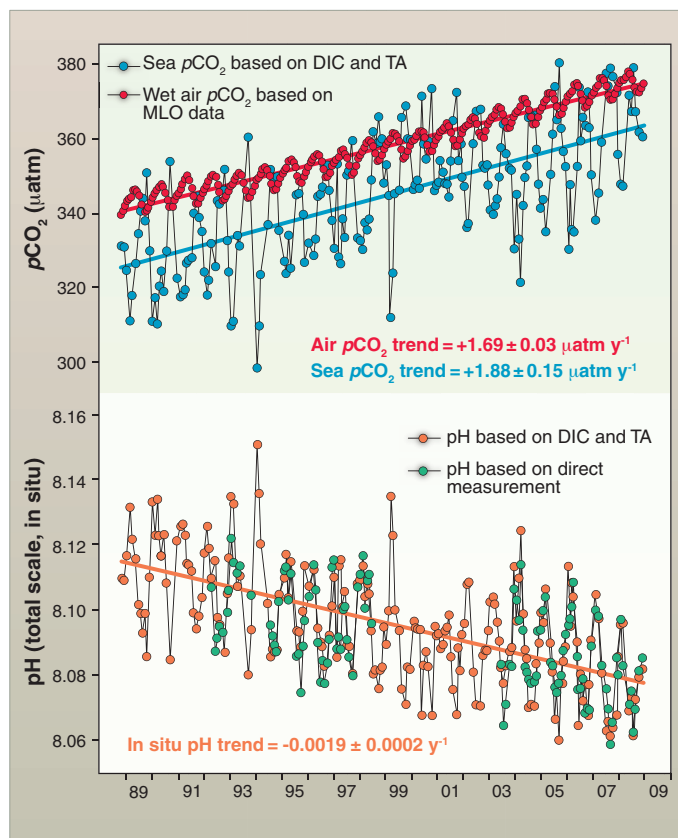 380
360
340
320
300
pCO₂ (µatm)
Sea pCO₂ based on DIC and TA
Wet air pCO₂ based on
MLO data
Air pCO₂ trend = +1.69 ± 0.03 µatm y⁻¹
Sea pCO₂ trend = +1.88 ± 0.15 µatm y⁻¹
8.16
8.14
8.12
8.10
8.08
8.06
pH (total scale, in situ)
pH based on DIC and TA
pH based on direct
measurement
In situ pH trend = -0.0019 ± 0.0002 y⁻¹
89 91 93 95 97 99 01 03 05 07 09